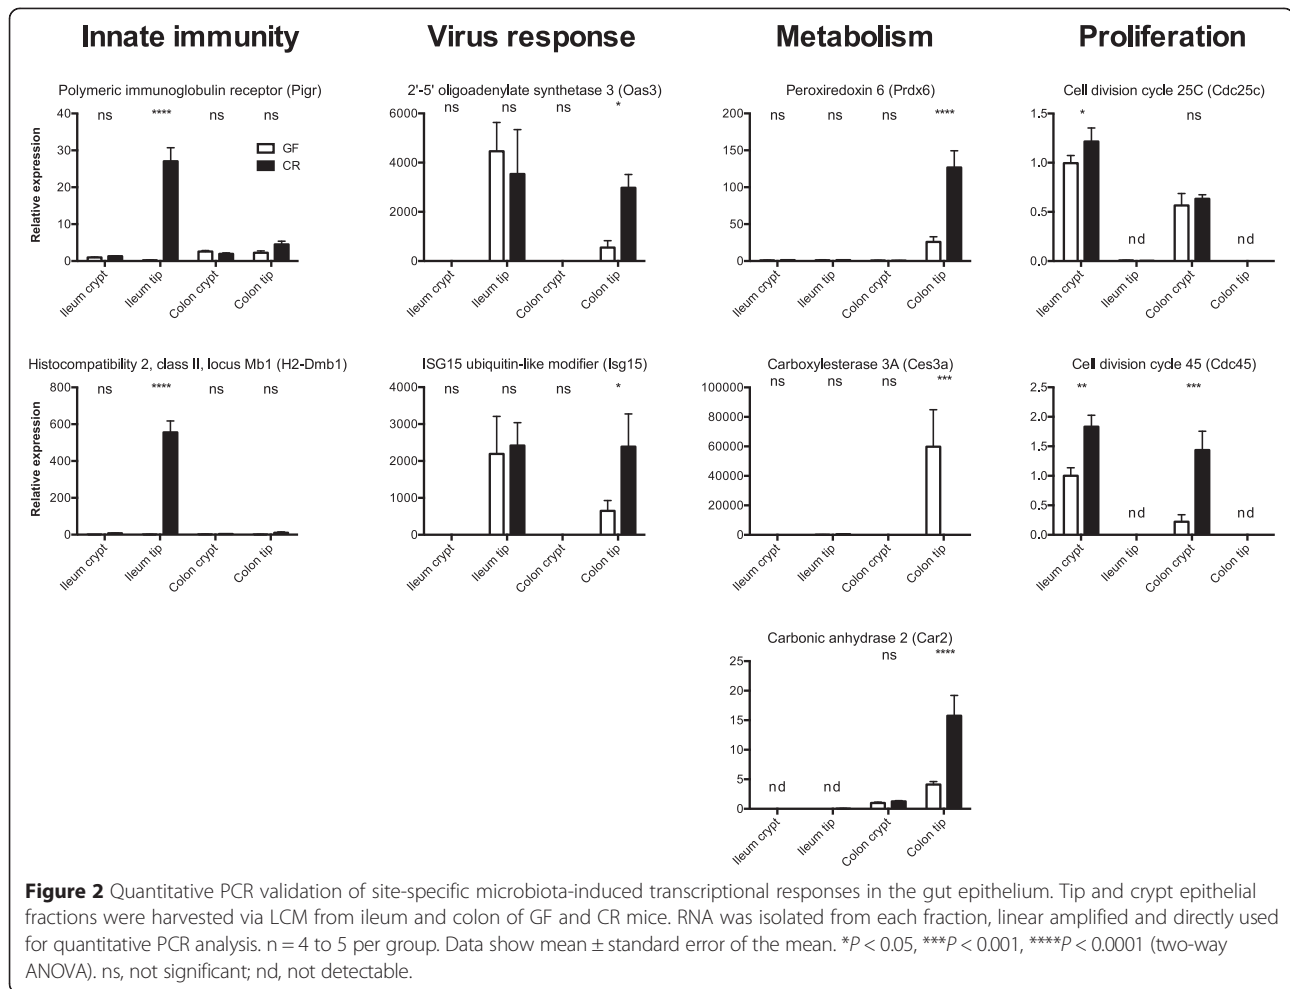 Innate immunity
Virus response
Metabolism
Proliferation
Polymeric immunoglobulin receptor (Pigr)
ns
****
ns
ns
40
30
20
10
0
Relative expression
GF
CR
Ileum crypt
Ileum tip
Colon crypt
Colon tip
2'-5' oligoadenylate synthetase 3 (Oas3)
ns
ns
ns
*
6000
4000
2000
0
Ileum crypt
Ileum tip
Colon crypt
Colon tip
Peroxiredoxin 6 (Prdx6)
ns
ns
ns
****
200
150
100
50
0
Ileum crypt
Ileum tip
Colon crypt
Colon tip
Cell division cycle 25C (Cdc25c)
*
ns
1.5
1.0
0.5
0.0
nd
nd
Ileum crypt
Ileum tip
Colon crypt
Colon tip
Histocompatibility 2, class II, locus Mb1 (H2-Dmb1)
ns
****
ns
ns
800
600
400
200
0
Relative expression
Ileum crypt
Ileum tip
Colon crypt
Colon tip
ISG15 ubiquitin-like modifier (Isg15)
ns
ns
ns
*
4000
3000
2000
1000
0
Ileum crypt
Ileum tip
Colon crypt
Colon tip
Carboxylesterase 3A (Ces3a)
ns
ns
ns
***
100000
80000
60000
40000
20000
0
Ileum crypt
Ileum tip
Colon crypt
Colon tip
Cell division cycle 45 (Cdc45)
**
***
2.5
2.0
1.5
1.0
0.5
0.0
nd
nd
Ileum crypt
Ileum tip
Colon crypt
Colon tip
Carbonic anhydrase 2 (Car2)
ns
****
25
20
15
10
5
0
nd
nd
Ileum crypt
Ileum tip
Colon crypt
Colon tip
Figure 2 Quantitative PCR validation of site-specific microbiota-induced transcriptional responses in the gut epithelium. Tip and crypt epithelial
fractions were harvested via LCM from ileum and colon of GF and CR mice. RNA was isolated from each fraction, linear amplified and directly used
for quantitative PCR analysis. n = 4 to 5 per group. Data show mean ± standard error of the mean. *P < 0.05, ***P < 0.001, ****P < 0.0001 (two-way
ANOVA). ns, not significant; nd, not detectable.